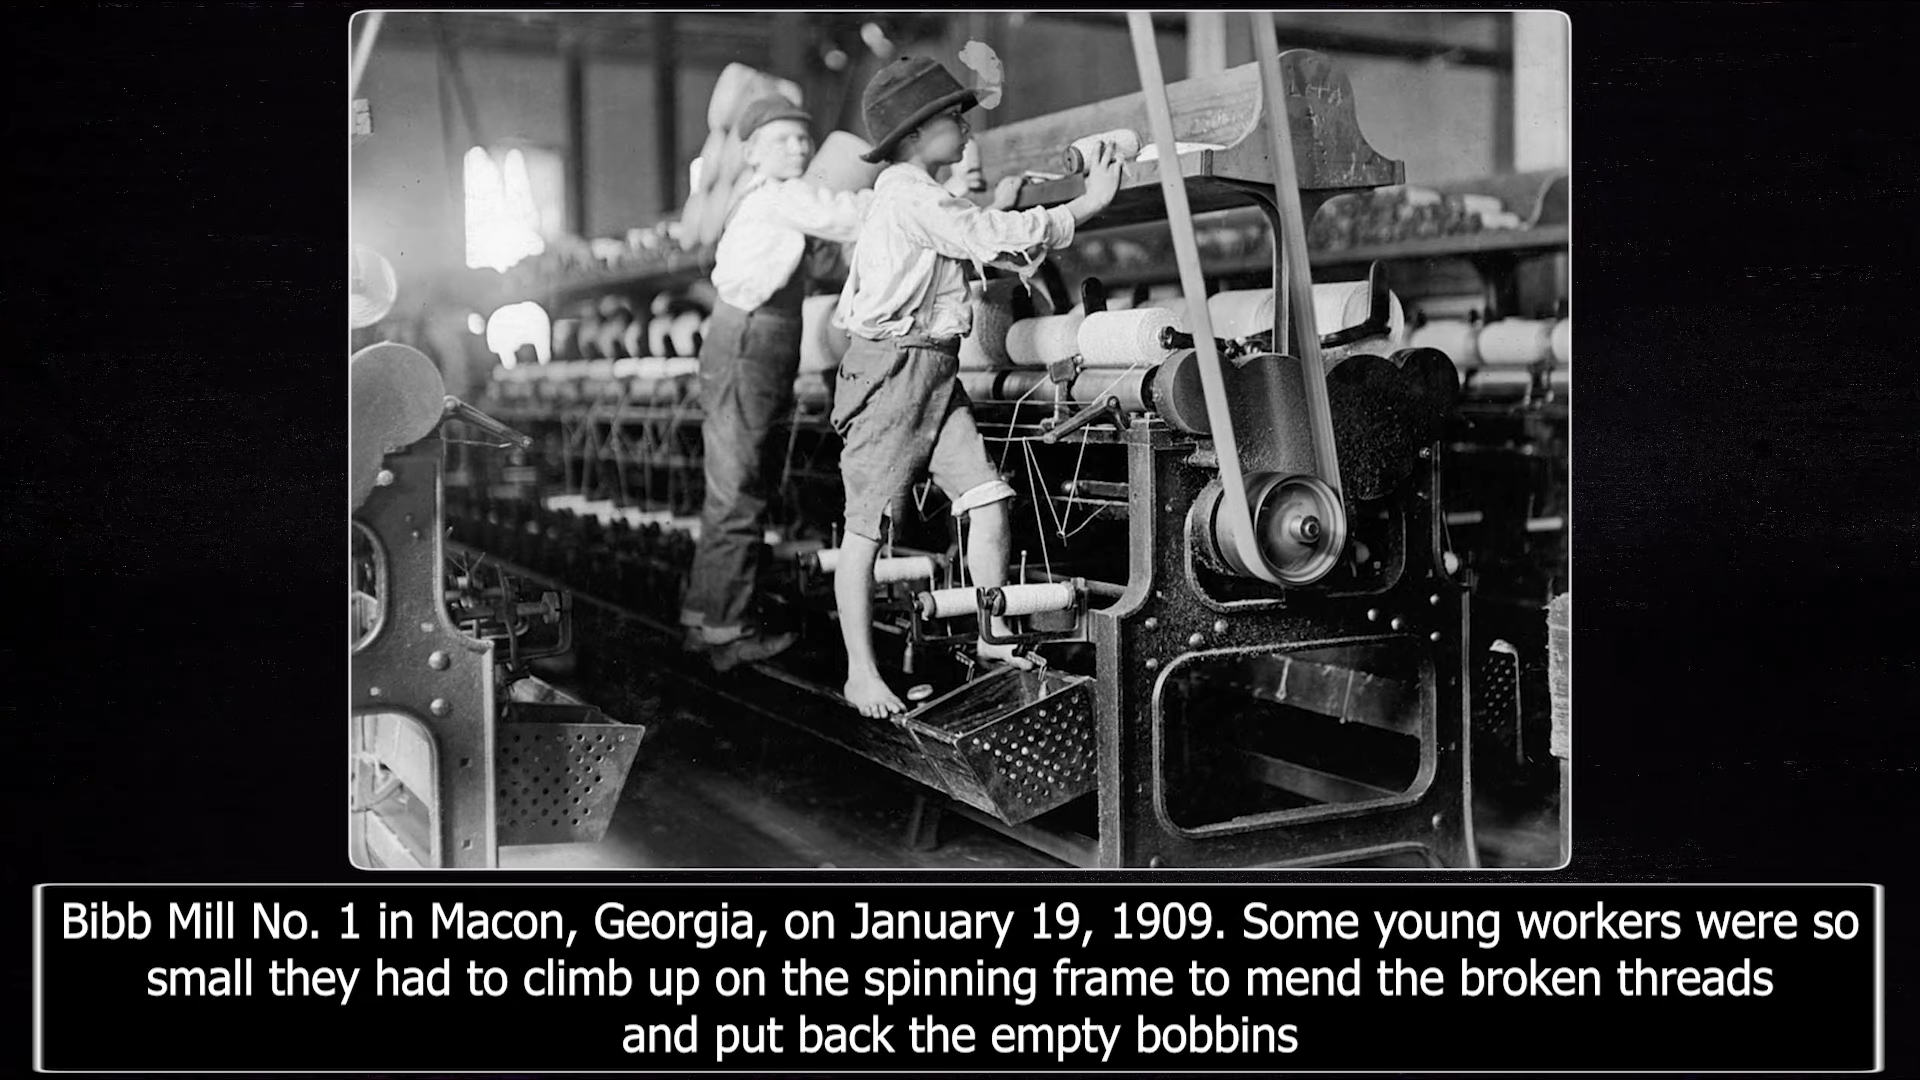 Bibb Mill No. 1 in Macon, Georgia, on January 19, 1909. Some young workers were so
small they had to climb up on the spinning frame to mend the broken threads
and put back the empty bobbins